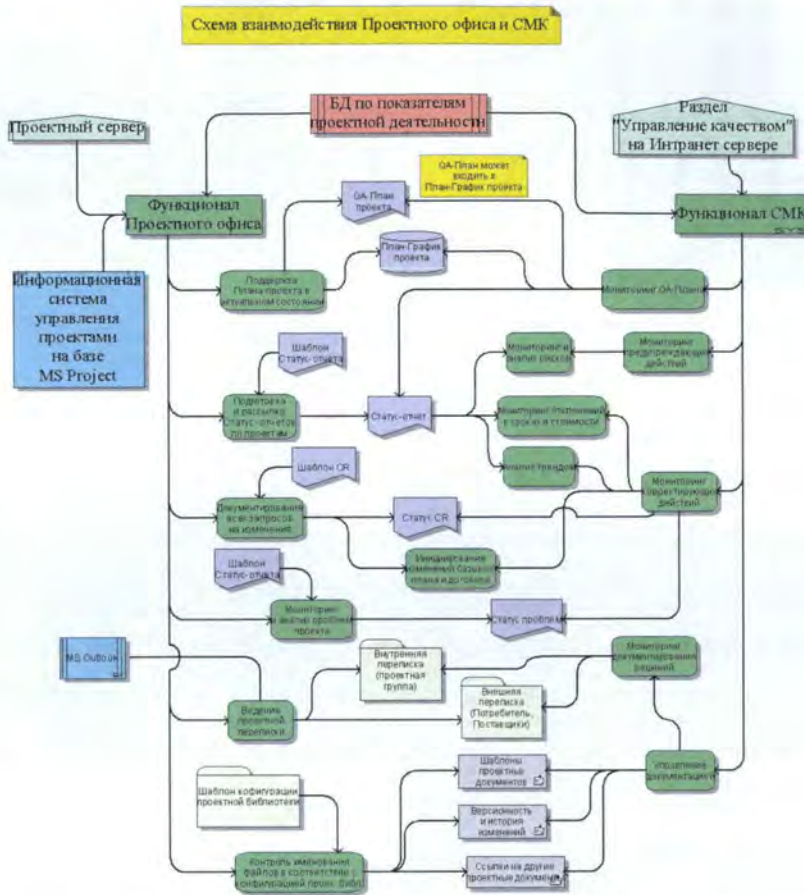 Схема взаимодействия Проектного офиса и СМК
БД по показателям
проектной деятельности
Проектный сервер
Раздел
"Управление качеством"
на Интранет сервере
QA-План может
входить в
План-График проекта
QA План
проекта
Функционал
Проектного офиса
Функционал СМК
План-График
проекта
Информационная
система
управления
проектами
на базе
MS Project
Поддержка
Плана проекта в
актуальном состоянии
Мониторинг QA-Плана
Шаблон
Статус-отчета
Мониторинг и
анализ рисков
Мониторинг
предупреждающих
действий
Подготовка
и рассылка
Статус-отчетов
по проектам
Статус-отчет
Мониторинг отклонений
в сроках и стоимости
Шаблон CR
Анализ трендов
Мониторинг
корректирующих
действий
Документирование
всех запросов
на изменения
Статус CR
Шаблон
Статус-отчета
Инициирование
изменений
плана и договора
Мониторинг
и анализ проблем
проекта
Статус проблем
MS Outlook
Внутренняя
переписка
(проектная
группа)
Мониторинг
документирования
решений
Ведение
проектной
переписки
Внешняя
переписка
(Потребитель,
Поставщики)
Шаблоны
проектные
документов
Управление
документацией
Шаблон кофигурации
проектной библиотеки
Версионность
и история
изменений
Контроль именования
файлов в соответствии с
конфигурацией проек. библ.
Ссылки на другие
проектные документы